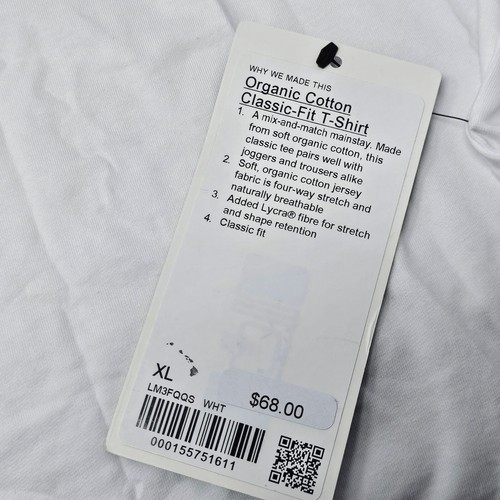 WHY WE MADE THIS
Organic Cotton
Classic-Fit T-Shirt
1. A mix-and-match mainstay. Made
from soft organic cotton, this
classic tee pairs well with
joggers and trousers alike
2. Soft, organic cotton jersey
fabric is four-way stretch and
naturally breathable
3. Added Lycra® fibre for stretch
and shape retention
4. Classic fit
XL
$68.00
LM3FQQS WHT
000155751611